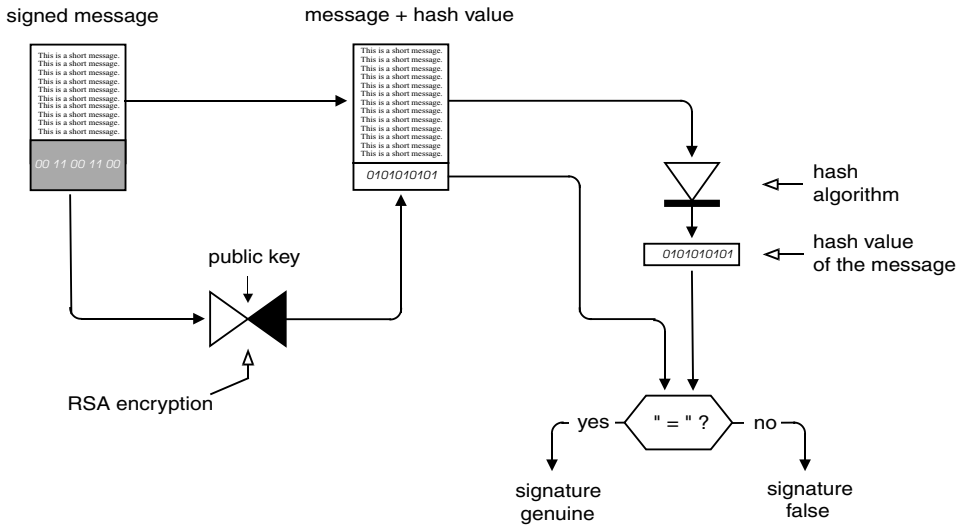 signed message
This is a short message.
This is a short message.
This is a short message.
This is a short message.
This is a short message.
This is a short message.
This is a short message.
This is a short message.
This is a short message.
This is a short message.
00 11 00 11 00
message + hash value
This is a short message.
This is a short message.
This is a short message.
This is a short message.
This is a short message.
This is a short message.
This is a short message.
This is a short message.
This is a short message.
This is a short message.
This is a short message.
This is a short message
This is a short message.
0101010101
hash
algorithm
0101010101
hash value
of the message
public key
RSA encryption
" = " ?
yes
no
signature
genuine
signature
false